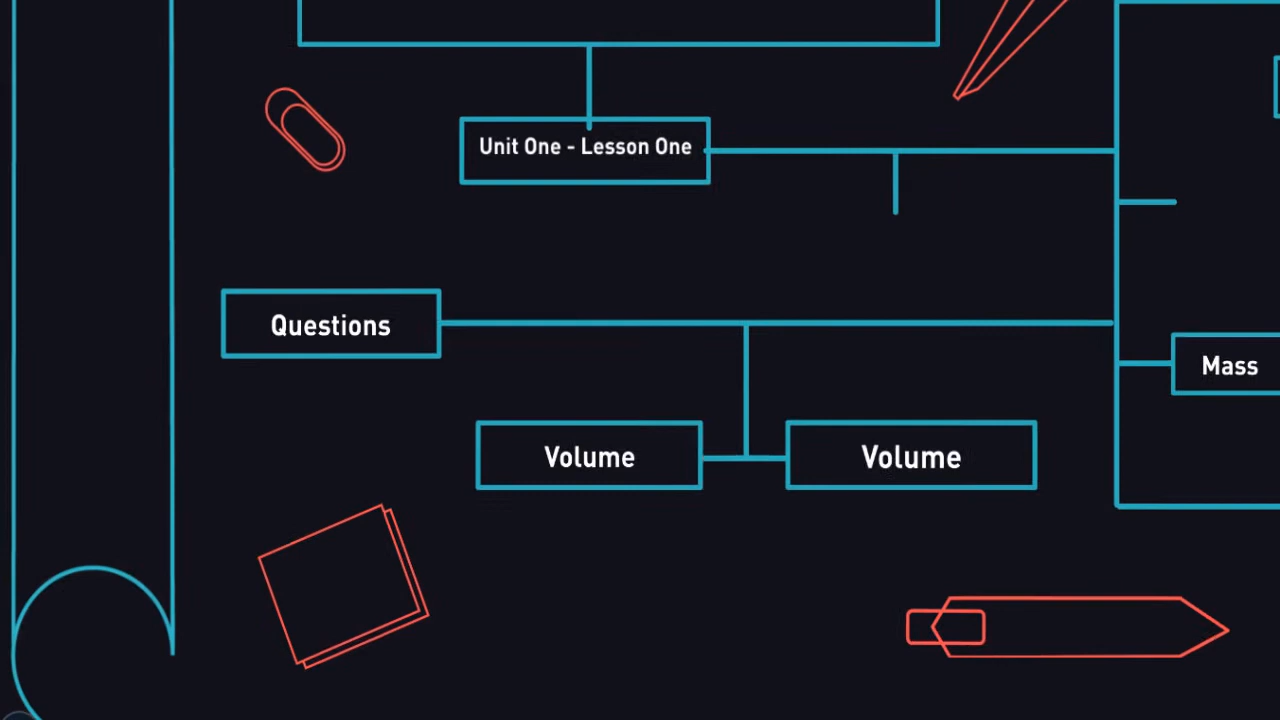 Unit One - Lesson One
Questions
Mass
Volume
Volume